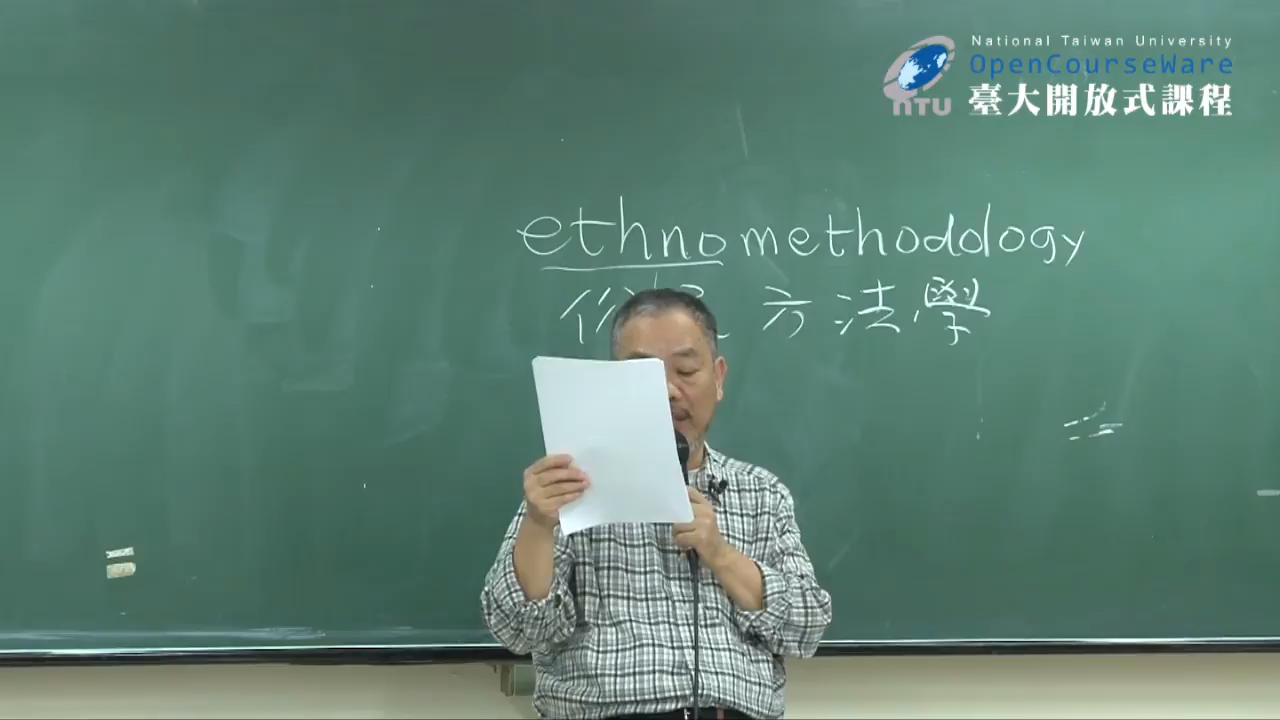 National Taiwan University
OpenCourseWare
NTU
臺大開放式課程
ethnomethodology
方法學